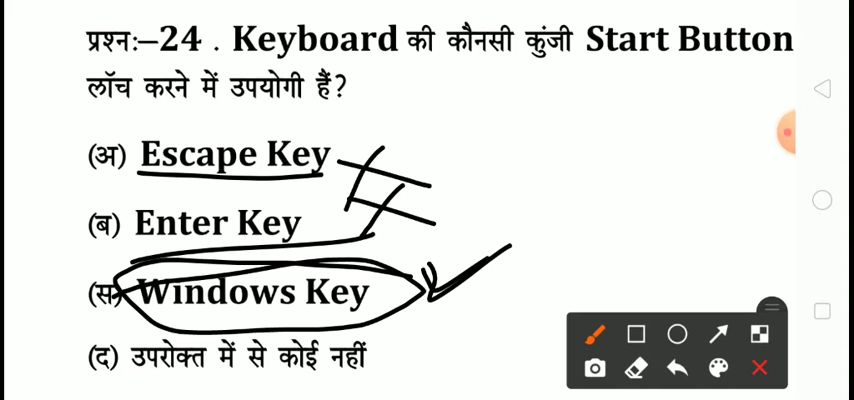 प्रश्नः–24 . Keyboard की कौनसी कुंजी Start Button
लॉच करने में उपयोगी हैं?
(अ) Escape Key
(ब) Enter Key
(स) Windows Key
(द) उपरोक्त में से कोई नहीं